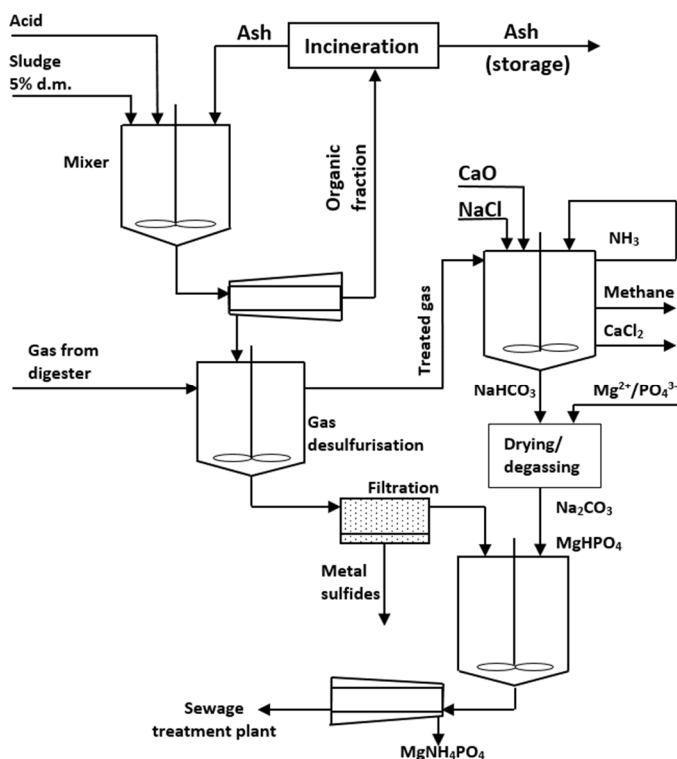 Acid
Ash
Incineration
Ash
(storage)
Sludge
5% d.m.
Mixer
Organic
fraction
CaO
NaCl
NH₃
Methane
CaCl₂
Treated gas
Gas from
digester
NaHCO₃
Mg²⁺/PO₄³⁻
Gas
desulfurisation
Drying/
degassing
Filtration
Na₂CO₃
MgHPO₄
Metal
sulfides
Sewage
treatment plant
MgNH₄PO₄